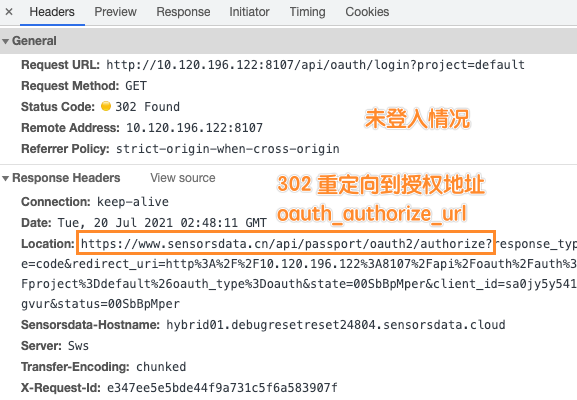 × Headers Preview Response Initiator Timing Cookies
▼ General
Request URL: http://10.120.196.122:8107/api/oauth/login?project=default
Request Method: GET
Status Code: 302 Found
未登入情况
Remote Address: 10.120.196.122:8107
Referrer Policy: strict-origin-when-cross-origin
▼ Response Headers View source
302 重定向到授权地址
Connection: keep-alive
oauth_authorize_url
Date: Tue, 20 Jul 2021 02:48:11 GMT
Location: https://www.sensorsdata.cn/api/passport/oauth2/authorize?response_typ
e=code&redirect_uri=http%3A%2F%2F10.120.196.122%3A8107%2Fapi%2Foauth%2Fauth%3
Fproject%3Ddefault%26oauth_type%3Doauth&state=00SbBpMper&client_id=sa0jy5y541
gvur&status=00SbBpMper
Sensorsdata-Hostname: hybrid01.debugresetreset24804.sensorsdata.cloud
Server: Sws
Transfer-Encoding: chunked
X-Request-Id: e347ee5e5bde44f9a731c5f6a583907f